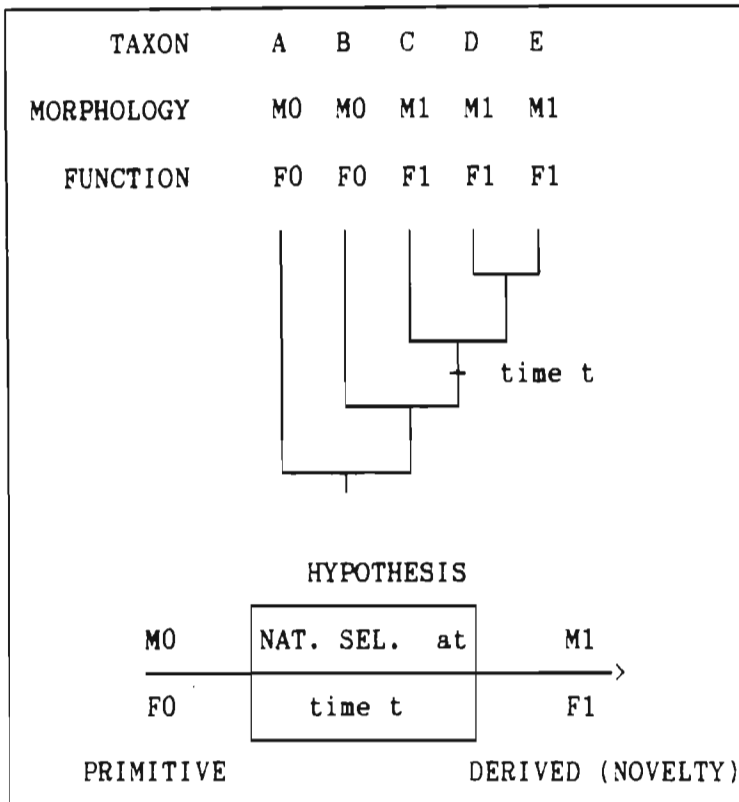 TAXON A B C D E
MORPHOLOGY M0 M0 M1 M1 M1
FUNCTION F0 F0 F1 F1 F1
time t
HYPOTHESIS
M0 NAT. SEL. at M1
F0 time t F1
PRIMITIVE DERIVED (NOVELTY)